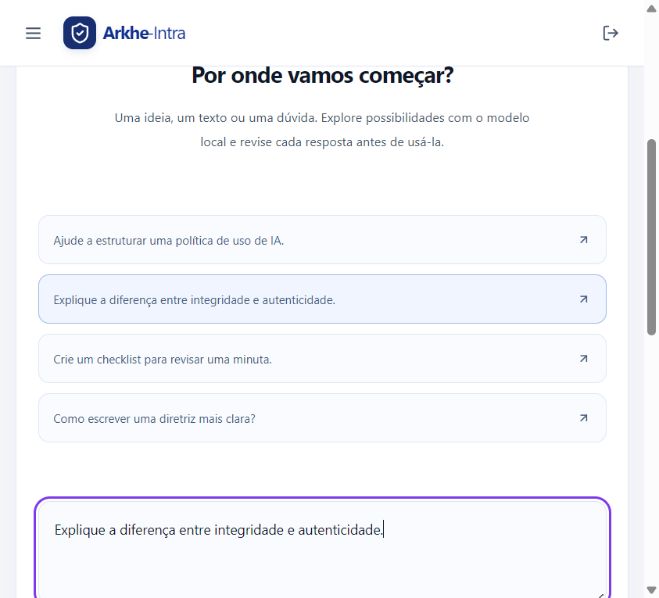 Arkhe-Intra
Por onde vamos começar?
Uma ideia, um texto ou uma dúvida. Explore possibilidades com o modelo
local e revise cada resposta antes de usá-la.
Ajude a estruturar uma política de uso de IA.
Explique a diferença entre integridade e autenticidade.
Crie um checklist para revisar uma minuta.
Como escrever uma diretriz mais clara?
Explique a diferença entre integridade e autenticidade.